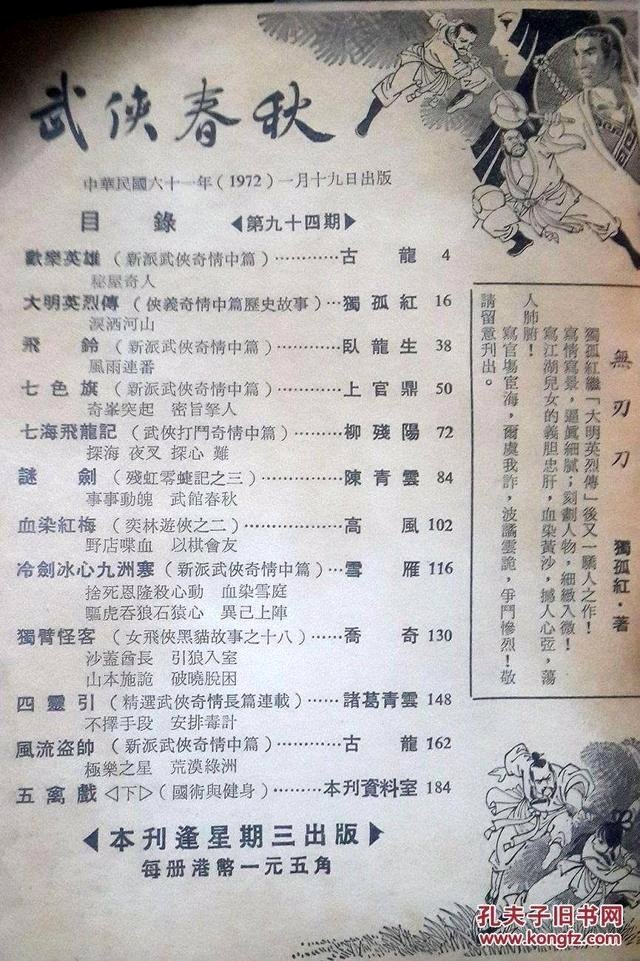 武俠春秋
中華民國六十一年(1972)一月十九日出版
目錄 ◀第九十四期▶
歡樂英雄(新派武俠奇情中篇)…………古龍 4
秘屋奇人
大明英烈傳(俠義奇情中篇歷史故事)…獨孤紅 16
淚洒河山
飛鈴(新派武俠奇情中篇)…………臥龍生 38
風雨連番
七色旗(新派武俠奇情中篇)…………上官鼎 50
奇峯突起 密旨拏人
七海飛龍記(武俠打鬥奇情中篇)………柳殘陽 72
探海 夜叉 探心 難
謎劍(殘虹零蜨記之三)…………陳青雲 84
事事動魄 武館春秋
血染紅梅(奕林遊俠之二)…………高風 102
野店喋血 以棋會友
冷劍冰心九洲寒(新派武俠奇情中篇)……雪雁 116
捨死恩隆殺心動 血染雪庭
驅虎吞狼石猿心 異己上陣
獨臂怪客(女飛俠黑貓故事之十八)……喬奇 130
沙蓋酋長 引狼入室
山本施詭 破曉脫困
四靈引(精選武俠奇情長篇連載)……諸葛青雲 148
不擇手段 安排毒計
風流盜帥(新派武俠奇情中篇)…………古龍 162
極樂之星 荒漠綠洲
五禽戲◁下▷(國術與健身)………本刊資料室 184
◀本刊逢星期三出版▶
每册港幣一元五角
無刃刀 獨孤紅·著
獨孤紅繼「大明英烈傳」後又一願人之作!
寫情寫景,逼眞細膩;刻劃人物,細緻入微!
寫江湖兒女的義胆忠肝,血染黃沙,撼人心弦,蕩
人肺腑!
寫官塲宦海,爾虞我詐,波譎雲詭,爭鬥慘烈!敬
請留意刊出。
孔夫子旧书网
www.kongfz.com